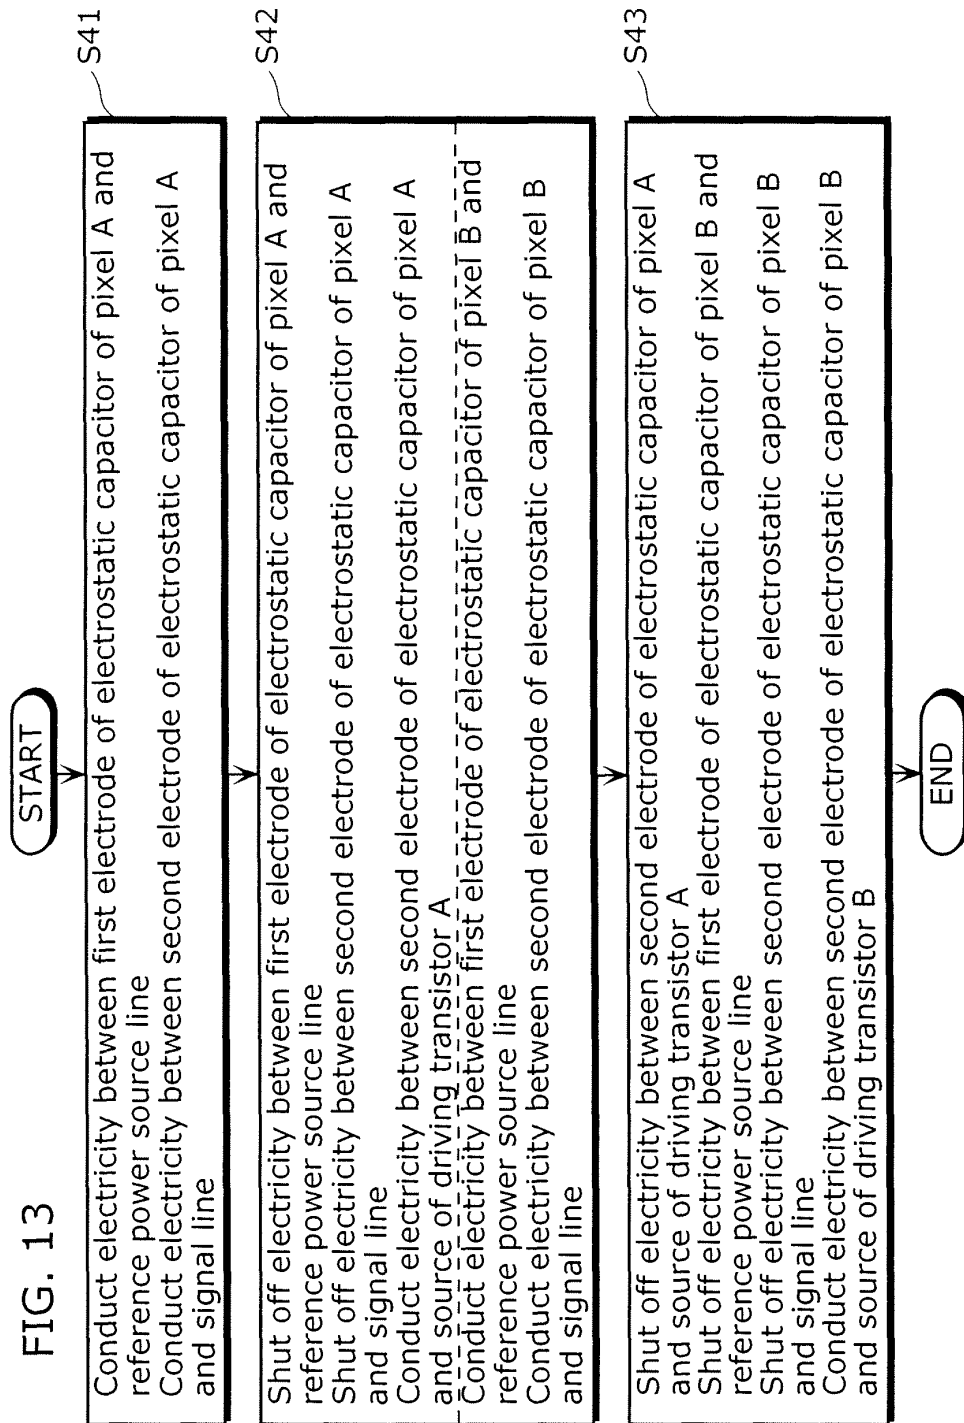 FIG. 13
START
S41
Conduct electricity between first electrode of electrostatic capacitor of pixel A and
reference power source line
Conduct electricity between second electrode of electrostatic capacitor of pixel A
and signal line
S42
Shut off electricity between first electrode of electrostatic capacitor of pixel A and
reference power source line
Shut off electricity between second electrode of electrostatic capacitor of pixel A
and signal line
Conduct electricity between second electrode of electrostatic capacitor of pixel A
and source of driving transistor A
Conduct electricity between first electrode of electrostatic capacitor of pixel B and
reference power source line
Conduct electricity between second electrode of electrostatic capacitor of pixel B
and signal line
S43
Shut off electricity between second electrode of electrostatic capacitor of pixel A
and source of driving transistor A
Shut off electricity between first electrode of electrostatic capacitor of pixel B and
reference power source line
Shut off electricity between second electrode of electrostatic capacitor of pixel B
and signal line
Conduct electricity between second electrode of electrostatic capacitor of pixel B
and source of driving transistor B
END